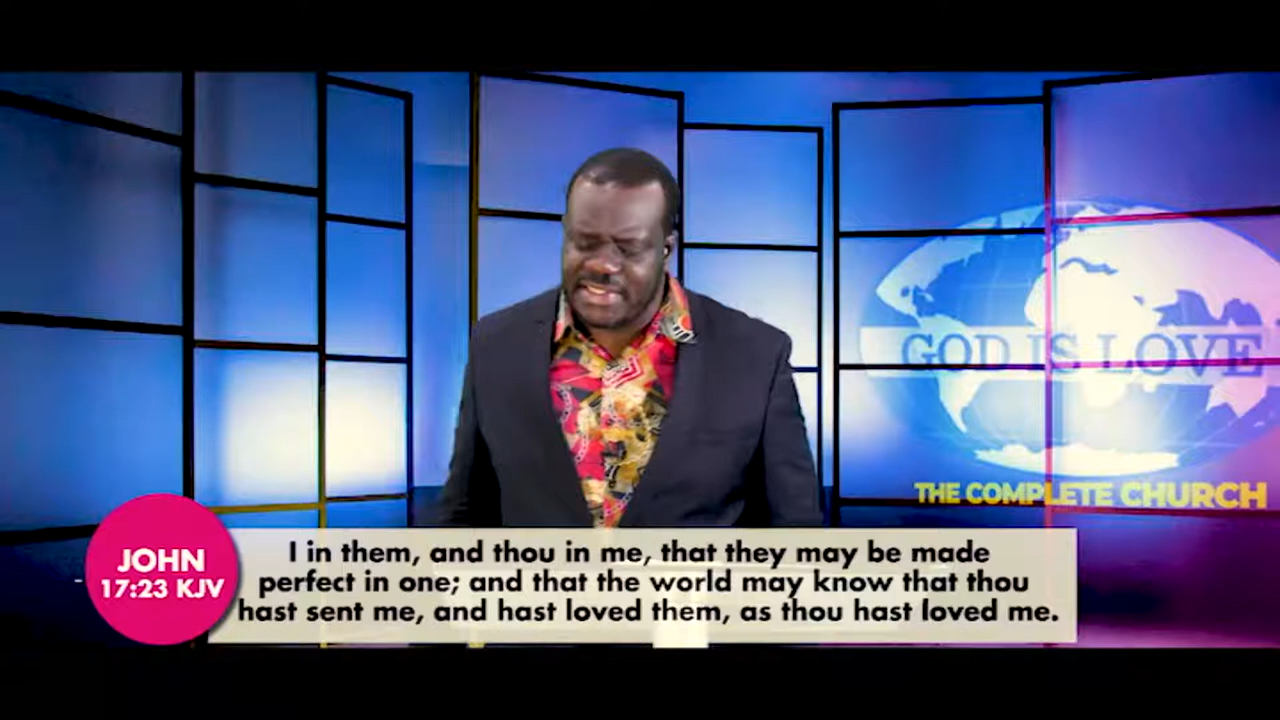 GOD IS LOVE
THE COMPLETE CHURCH
JOHN
17:23 KJV
I in them, and thou in me, that they may be made
perfect in one; and that the world may know that thou
hast sent me, and hast loved them, as thou hast loved me.